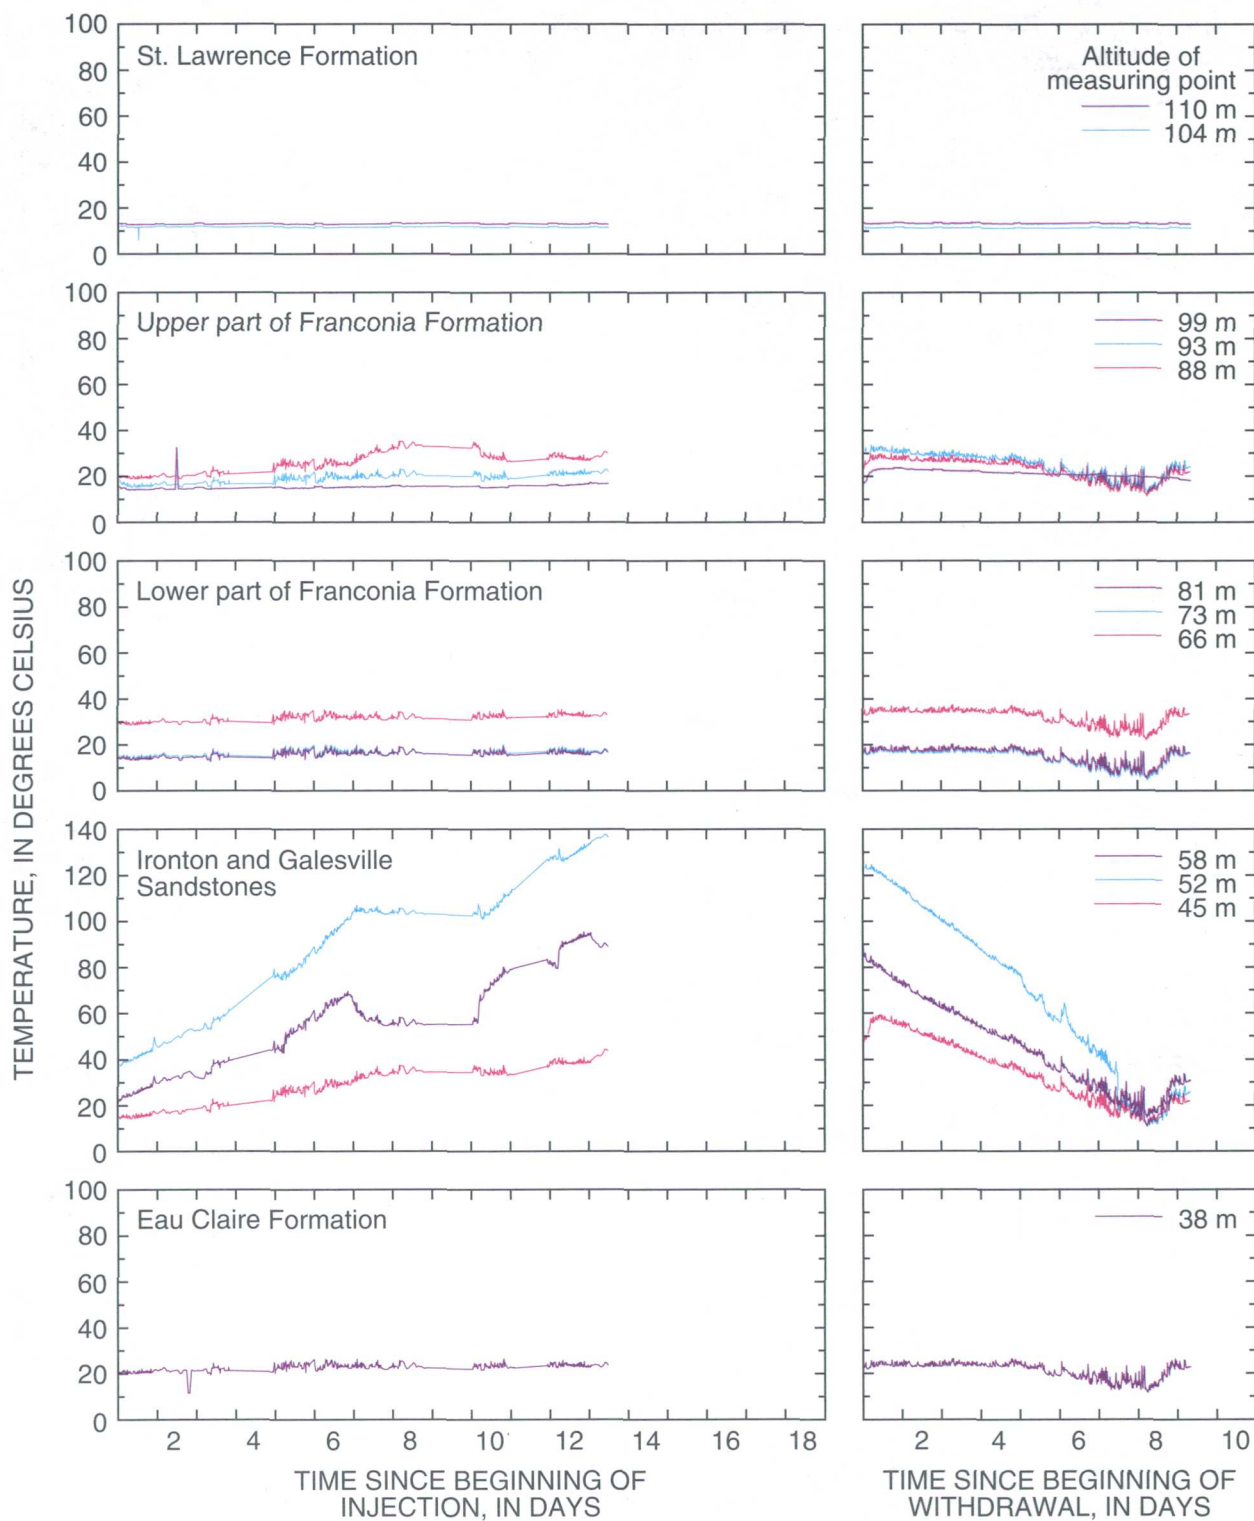 100
80
60
40
20
0
St. Lawrence Formation
Altitude of
measuring point
110 m
104 m
100
80
60
40
20
0
Upper part of Franconia Formation
99 m
93 m
88 m
100
80
60
40
20
0
Lower part of Franconia Formation
81 m
73 m
66 m
TEMPERATURE, IN DEGREES CELSIUS
140
120
100
80
60
40
20
0
Ironton and Galesville
Sandstones
58 m
52 m
45 m
100
80
60
40
20
0
Eau Claire Formation
38 m
2 4 6 8 10 12 14 16 18
2 4 6 8 10
TIME SINCE BEGINNING OF
INJECTION, IN DAYS
TIME SINCE BEGINNING OF
WITHDRAWAL, IN DAYS